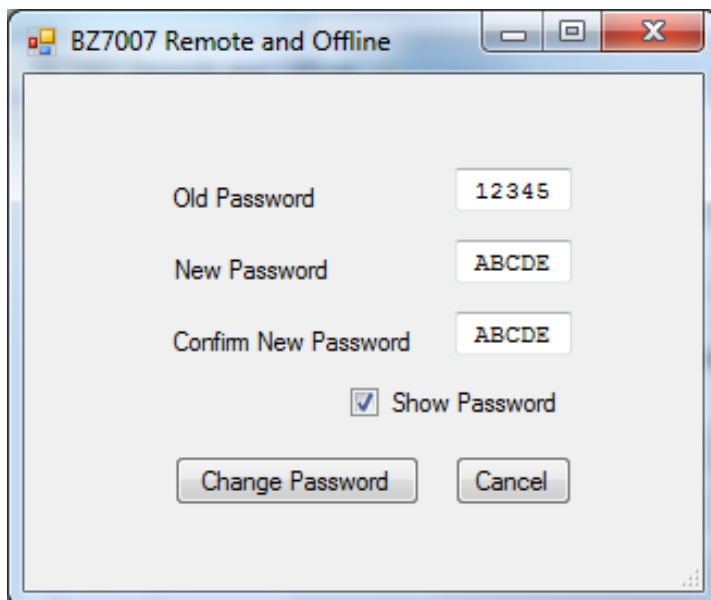 BZ7007 Remote and Offline
Old Password 12345
New Password ABCDE
Confirm New Password ABCDE
Show Password
Change Password Cancel